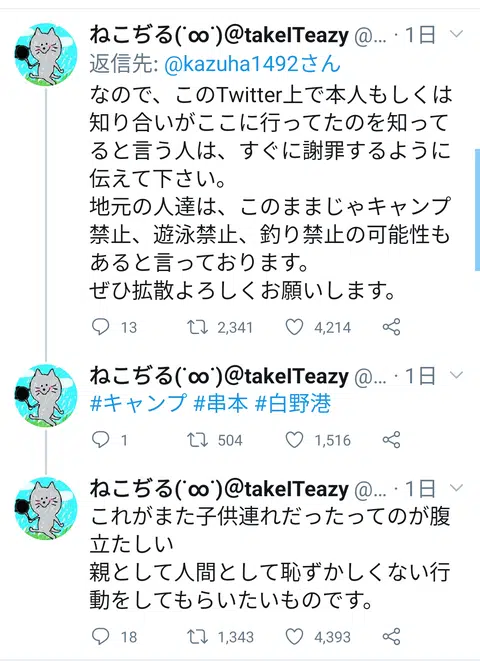 ねこぢる(˙∞˙)@takeITeazy @... · 1日
返信先: @kazuha1492さん
なので、このTwitter上で本人もしくは
知り合いがここに行ってたのを知って
ると言う人は、すぐに謝罪するように
伝えて下さい。
地元の人達は、このままじゃキャンプ
禁止、遊泳禁止、釣り禁止の可能性も
あると言っております。
ぜひ拡散よろしくお願いします。
13 2,341 4,214
ねこぢる(˙∞˙)@takeITeazy @... · 1日
#キャンプ #串本 #白野港
1 504 1,516
ねこぢる(˙∞˙)@takeITeazy @... · 1日
これがまた子供連れだったってのが腹
立たしい
親として人間として恥ずかしくない行
動をしてもらいたいものです。
18 1,343 4,393